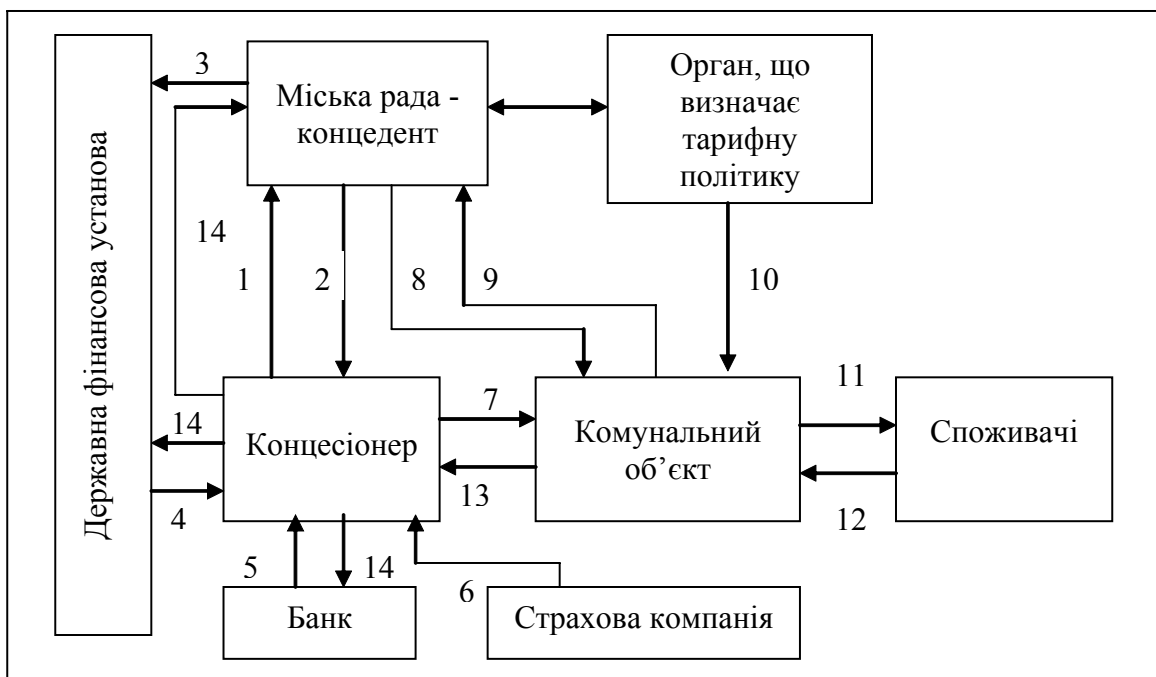 Державна фінансова установа
3
Міська рада -
концедент
Орган, що
визначає
тарифну
політику
14
1
2
8
9
10
14
4
Концесіонер
7
13
Комунальний
об’єкт
11
12
Споживачі
5
14
6
Банк
Страхова компанія